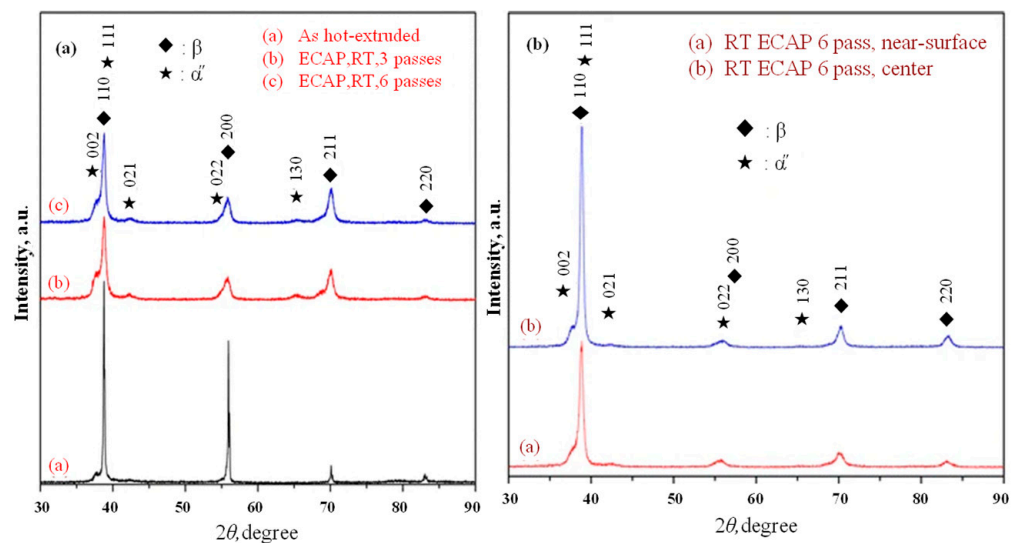 (a)
◆ : β
★ : α″
(a) As hot-extruded
(b) ECAP,RT,3 passes
(c) ECAP,RT,6 passes
002
110
111
021
022
200
130
211
220
(c)
(b)
(a)
Intensity, a.u.
30 40 50 60 70 80 90
2θ, degree
(b)
(a) RT ECAP 6 pass, near-surface
(b) RT ECAP 6 pass, center
◆ : β
★ : α″
002
110
111
021
022
200
130
211
220
(b)
(a)
Intensity, a.u.
30 40 50 60 70 80 90
2θ, degree